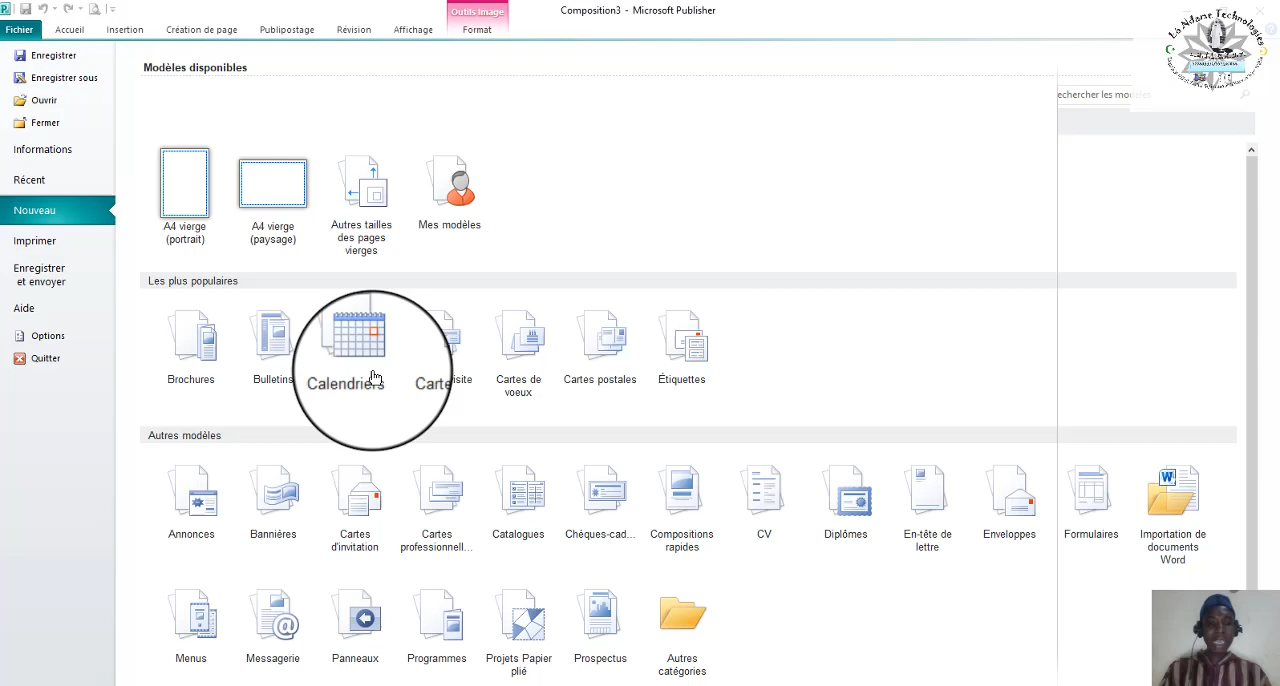 Composition3 - Microsoft Publisher
Outils Image
Fichier
Accueil
Insertion
Création de page
Publipostage
Révision
Affichage
Format
Lô Ndame Technologies
Enregistrer
Enregistrer sous
Ouvrir
Fermer
Informations
Récent
Nouveau
Imprimer
Enregistrer
et envoyer
Aide
Options
Quitter
Modèles disponibles
echercher les modèles
A4 vierge
(portrait)
A4 vierge
(paysage)
Autres tailles
des pages
vierges
Mes modèles
Les plus populaires
Brochures
Bulletins
Calendriers
Carte isite
Cartes de
voeux
Cartes postales
Étiquettes
Autres modèles
Annonces
Bannières
Cartes
d'invitation
Cartes
professionnell...
Catalogues
Chèques-cad...
Compositions
rapides
CV
Diplômes
En-tête de
lettre
Enveloppes
Formulaires
Importation de
documents
Word
Menus
Messagerie
Panneaux
Programmes
Projets Papier
plié
Prospectus
Autres
catégories